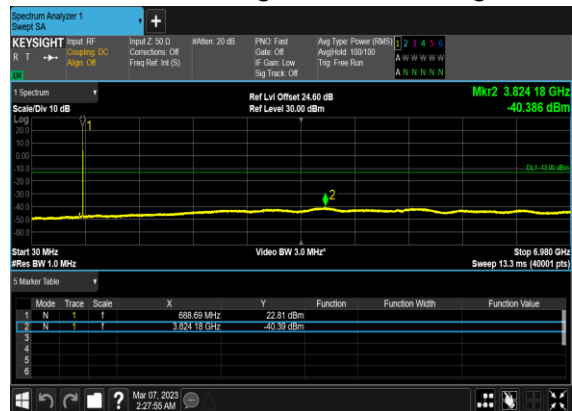 Spectrum Analyzer 1
Swept SA
+
KEYSIGHT Input: RF Input Z: 50 Ω #Atten: 20 dB PNO: Fast Avg Type: Power (RMS) 1 2 3 4 5 6
R T Coupling: DC Corrections: Off Gate: Off Avg|Hold: 100/100 A W W W W W
Align: Off Freq Ref: Int (S) IF Gain: Low Trig: Free Run
LW Sig Track: Off A N N N N N
1 Spectrum Ref Lvl Offset 24.60 dB Mkr2 3.824 18 GHz
Scale/Div 10 dB Ref Level 30.00 dBm -40.386 dBm
Log
1
20.0
10.0
0.00
-10.0
DL1 -13.00 dBm
-20.0
-30.0
2
-40.0
-50.0
-60.0
Start 30 MHz Video BW 3.0 MHz* Stop 6.980 GHz
#Res BW 1.0 MHz Sweep 13.3 ms (40001 pts)
5 Marker Table
Mode Trace Scale X Y Function Function Width Function Value
1 N 1 f 688.69 MHz 22.81 dBm
2 N 1 f 3.824 18 GHz -40.39 dBm
3
4
5
6
? Mar 07, 2023
2:27:55 AM